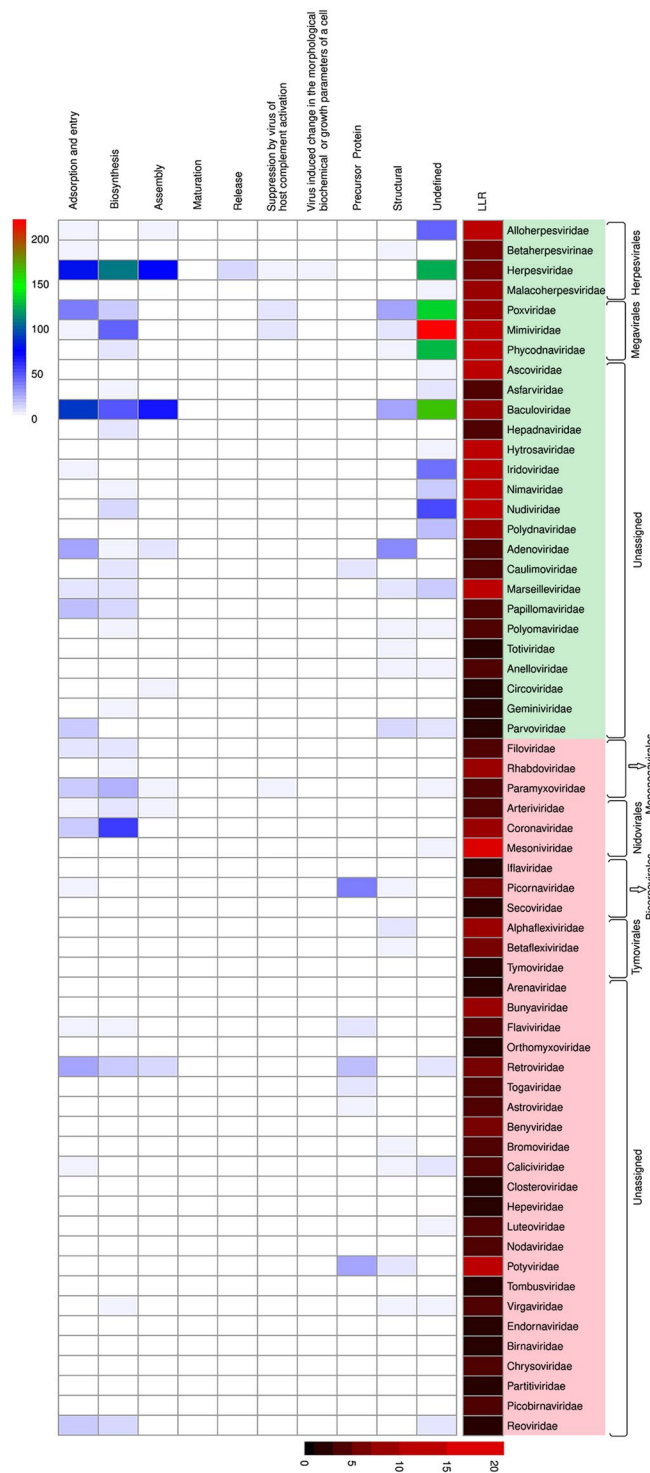 Adsorption and entry
Biosynthesis
Assembly
Maturation
Release
Suppression by virus of
host complement activation
Virus induced change in the morphological
biochemical or growth parameters of a cell
Precursor Protein
Structural
Undefined
LLR
200
150
100
50
0
Alloherpesviridae
Betaherpesvirinae
Herpesviridae
Malacoherpesviridae
Herpesvirales
Poxviridae
Mimiviridae
Phycodnaviridae
Megavirales
Ascoviridae
Asfarviridae
Baculoviridae
Hepadnaviridae
Hytrosaviridae
Iridoviridae
Nimaviridae
Nudiviridae
Polydnaviridae
Adenoviridae
Caulimoviridae
Marseilleviridae
Papillomaviridae
Polyomaviridae
Totiviridae
Anelloviridae
Circoviridae
Geminiviridae
Parvoviridae
Unassigned
Filoviridae
Rhabdoviridae
Paramyxoviridae
Arteriviridae
Coronaviridae
Mesoniviridae
Nidovirales
Iflaviridae
Picornaviridae
Secoviridae
Alphaflexiviridae
Betaflexiviridae
Tymoviridae
Tymovirales
Arenaviridae
Bunyaviridae
Flaviviridae
Orthomyxoviridae
Retroviridae
Togaviridae
Astroviridae
Benyviridae
Bromoviridae
Caliciviridae
Closteroviridae
Hepeviridae
Luteoviridae
Nodaviridae
Potyviridae
Tombusviridae
Virgaviridae
Endornaviridae
Birnaviridae
Chrysoviridae
Partitiviridae
Picobirnaviridae
Reoviridae
Unassigned
0
5
10
15
20